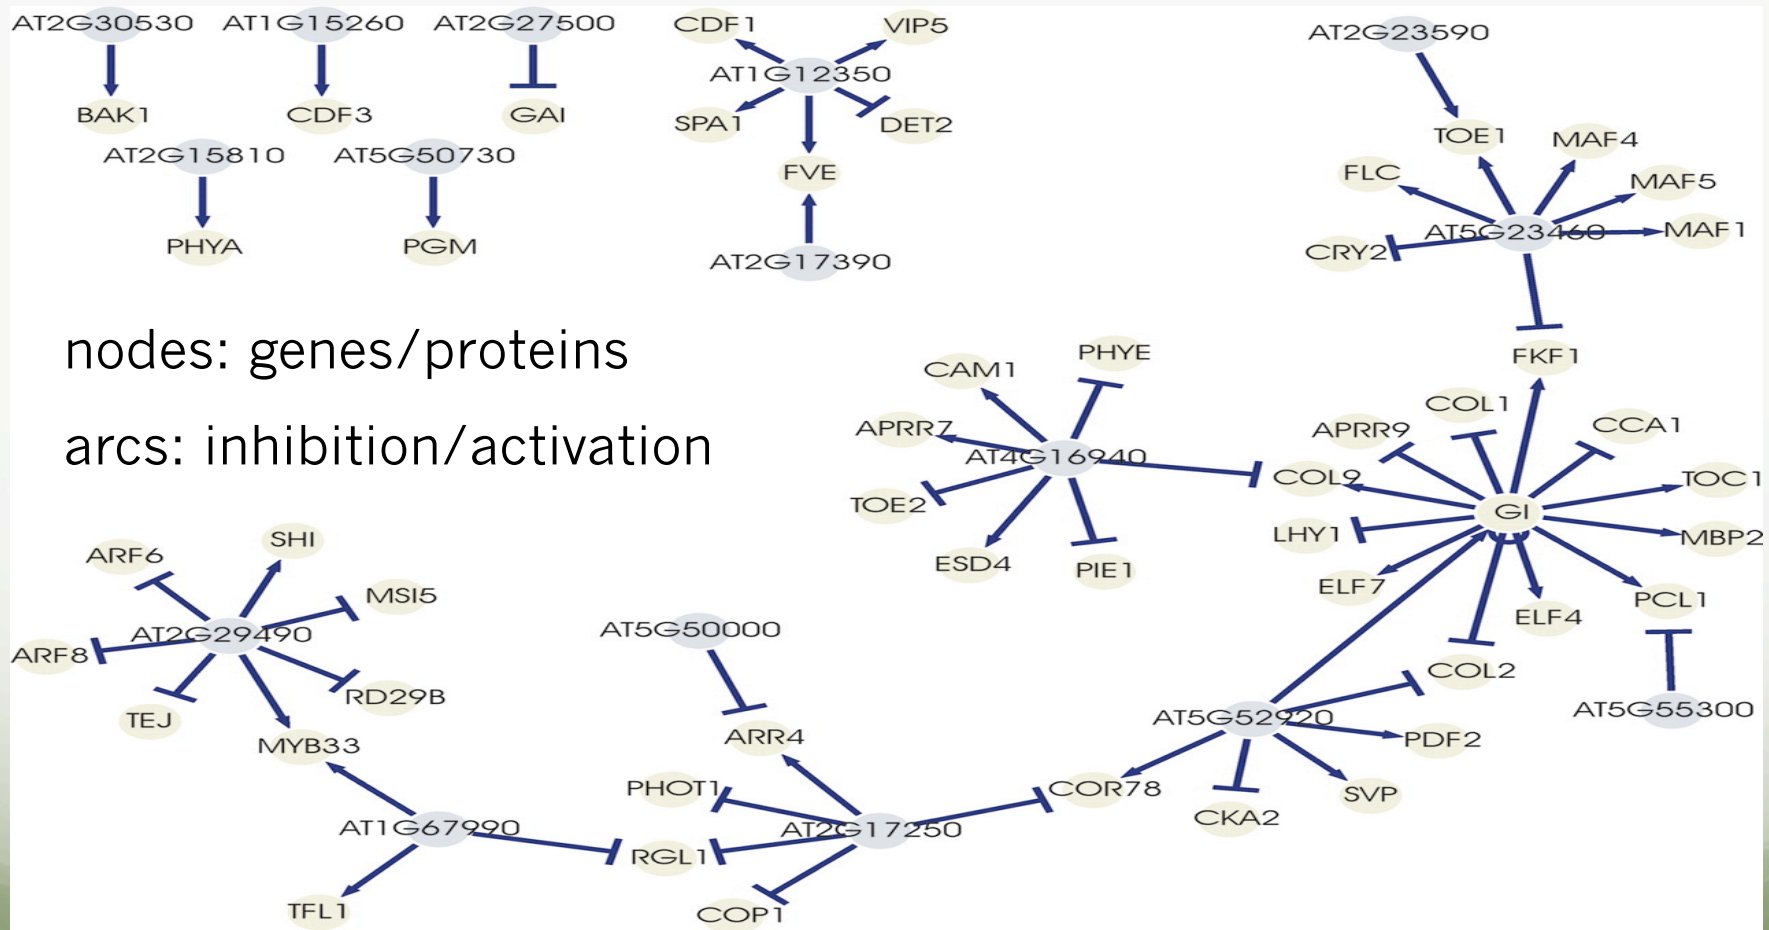 AT2G30530 AT1G15260 AT2G27500 CDF1 VIP5 AT2G23590
AT1G12350
BAK1 CDF3 GAI SPA1 DET2 TOE1 MAF4
AT2G15810 AT5G50730 FVE FLC MAF5
PHYA PGM AT2G17390 CRY2 AT5G23460 MAF1
nodes: genes/proteins
PHYE FKF1
CAM1
arcs: inhibition/activation
APRR7 APRR9 COL1 CCA1
AT4G16940 COL9 TOC1
TOE2 GI
LHY1 MBP2
ARF6 SHI ESD4 PIE1 ELF7
MSI5 ELF4 PCL1
AT2G29490 AT5G50000
ARF8 COL2
RD29B
TEJ AT5G52920 AT5G55300
MYB33 ARR4 PDF2
PHOT1 COR78 SVP
AT1G67990 AT2G17250 CKA2
RGL1
TFL1 COP1